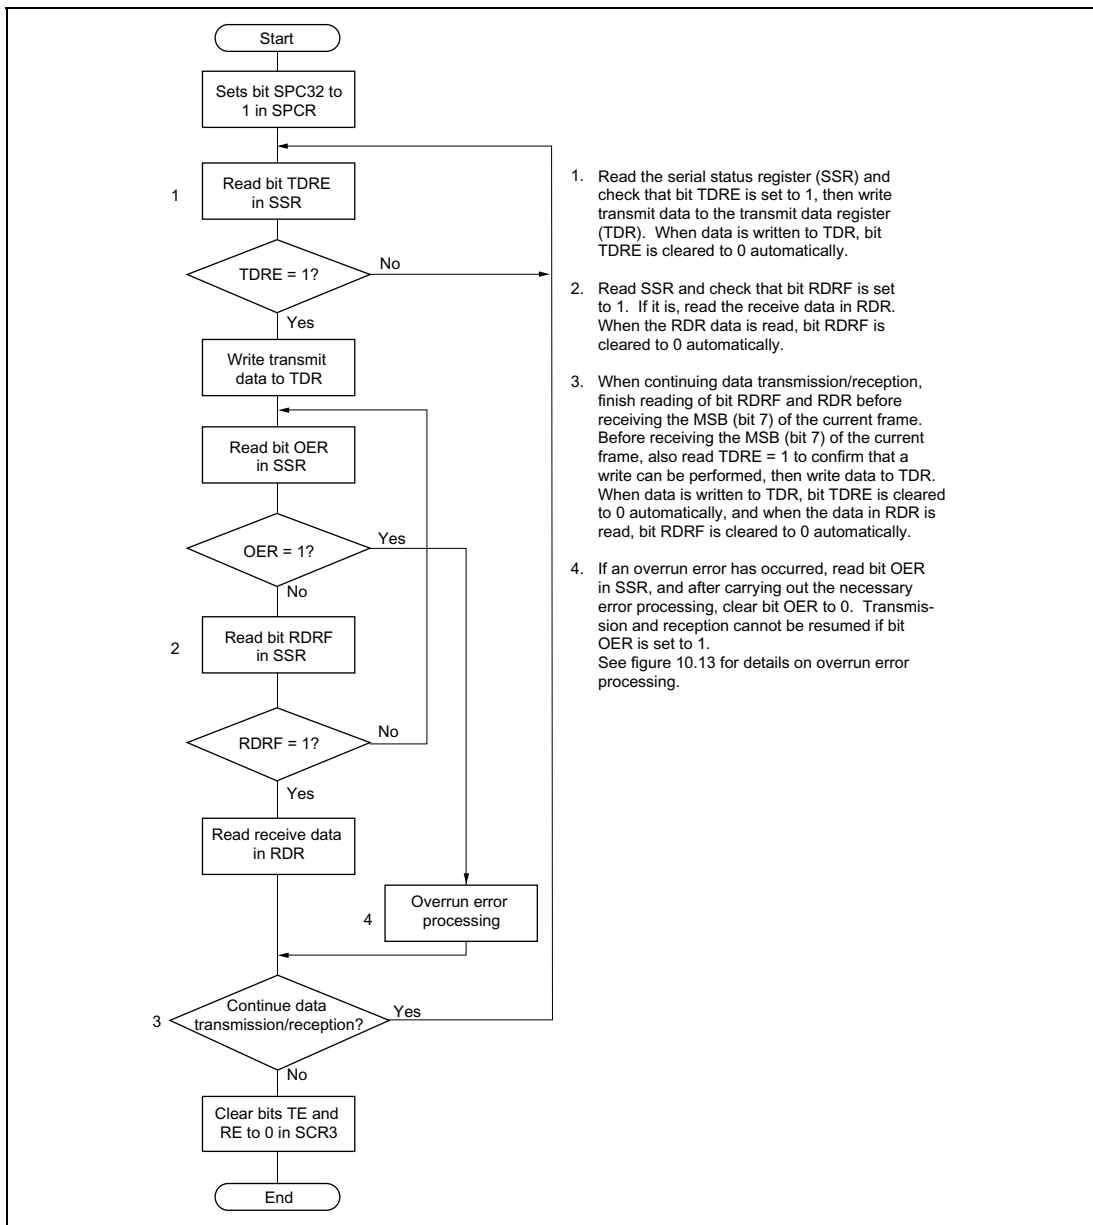 Start
Sets bit SPC32 to
1 in SPCR
1
Read bit TDRE
in SSR
TDRE = 1?
No
Yes
Write transmit
data to TDR
Read bit OER
in SSR
OER = 1?
Yes
No
2
Read bit RDRF
in SSR
RDRF = 1?
No
Yes
Read receive data
in RDR
4
Overrun error
processing
3
Continue data
transmission/reception?
Yes
No
Clear bits TE and
RE to 0 in SCR3
End
1. Read the serial status register (SSR) and
check that bit TDRE is set to 1, then write
transmit data to the transmit data register
(TDR). When data is written to TDR, bit
TDRE is cleared to 0 automatically.
2. Read SSR and check that bit RDRF is set
to 1. If it is, read the receive data in RDR.
When the RDR data is read, bit RDRF is
cleared to 0 automatically.
3. When continuing data transmission/reception,
finish reading of bit RDRF and RDR before
receiving the MSB (bit 7) of the current frame.
Before receiving the MSB (bit 7) of the current
frame, also read TDRE = 1 to confirm that a
write can be performed, then write data to TDR.
When data is written to TDR, bit TDRE is cleared
to 0 automatically, and when the data in RDR is
read, bit RDRF is cleared to 0 automatically.
4. If an overrun error has occurred, read bit OER
in SSR, and after carrying out the necessary
error processing, clear bit OER to 0. Transmis-
sion and reception cannot be resumed if bit
OER is set to 1.
See figure 10.13 for details on overrun error
processing.